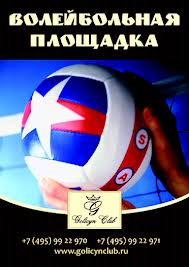 ВОЛЕЙБОЛЬНАЯ
ПЛОЩАДКА
S
A
G
Golicyn Club
+7 (495) 99 22 970 +7 (495) 99 22 971
www.golicynclub.ru